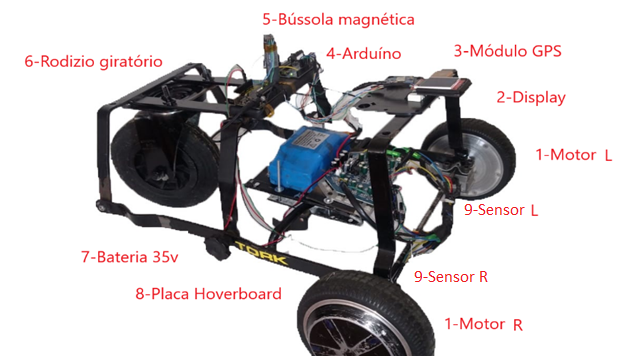 5-Bússola magnética
4-Arduíno
3-Módulo GPS
6-Rodizio giratório
2-Display
1-Motor L
9-Sensor L
7-Bateria 35v
TORK
9-Sensor R
8-Placa Hoverboard
1-Motor R